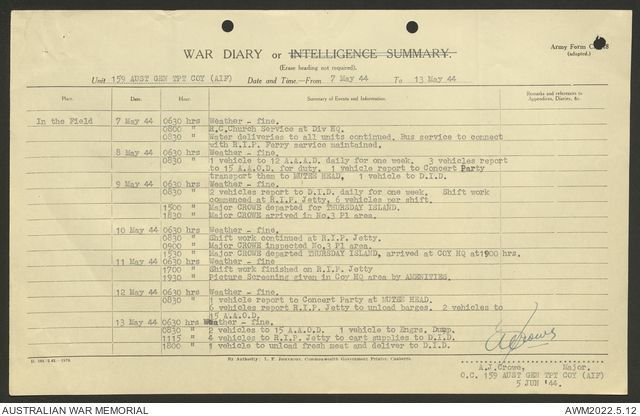 WAR DIARY or INTELLIGENCE SUMMARY.
Army Form C.
(adapted.)
(Erase heading not required).
Unit 159 AUST GEN TPT COY (AIF) Date and Time.—From 7 May 44 To 13 May 44
Place. Date. Hour. Summary of Events and Information. Remarks and references to Appendices, Diaries, &c.
In the Field 7 May 44 0630 hrs Weather - fine.
0800 " R.C.Church Service at Div HQ.
0830 " Water deliveries to all units continued. Bus service to connect
with R.I.P. Ferry service maintained.
8 May 44 0630 hrs Weather - fine.
0830 " 1 vehicle to 12 A.A.A.D. daily for one week. 3 vehicles report
to 15 A.A.O.D. for duty. 1 vehicle report to Concert Party
transport them to MUTES HEAD. 1 vehicle to D.I.D.
9 May 44 0630 hrs Weather - fine.
0830 " 2 vehicles report to D.I.D. daily for one week. Shift work
commenced at R.I.P. Jetty, 6 vehicles per shift.
1500 " Major CROWE departed for THURSDAY ISLAND.
1830 " Major CROWE arrived in No.3 Pl area.
10 May 44 0630 hrs Weather - fine.
0830 " Shift work continued at R.I.P. Jetty.
0900 " Major CROWE inspected No.3 Pl area.
1530 " Major CROWE departed THURSDAY ISLAND, arrived at COY HQ at 1900 hrs.
11 May 44 0630 hrs Weather - fine
1700 " Shift work finished on R.I.P. Jetty
1930 " Picture Screening given in Coy HQ area by AMENITIES.
12 May 44 0630 hrs Weather - fine.
0830 " 1 vehicle report to Concert Party at MUTES HEAD.
6 vehicles report R.I.P. Jetty to unload barges. 2 vehicles to
15 A.A.O.D.
13 May 44 0630 hrs Weather - fine.
0830 " 2 vehicles to 15 A.A.O.D. 1 vehicle to Engrs. Dump.
1115 " 4 vehicles to R.I.P. Jetty to cart supplies to D.I.D.
1800 " 1 vehicle to unload fresh meat and deliver to D.I.D.
By Authority: L. F. Johnston, Commonwealth Government Printer, Canberra.
A J Crowe
A.J.Crowe, Major.
O.C. 159 AUST GEN TPT COY (AIF)
5 JUN '44.
AUSTRALIAN WAR MEMORIAL AWM2022.5.12